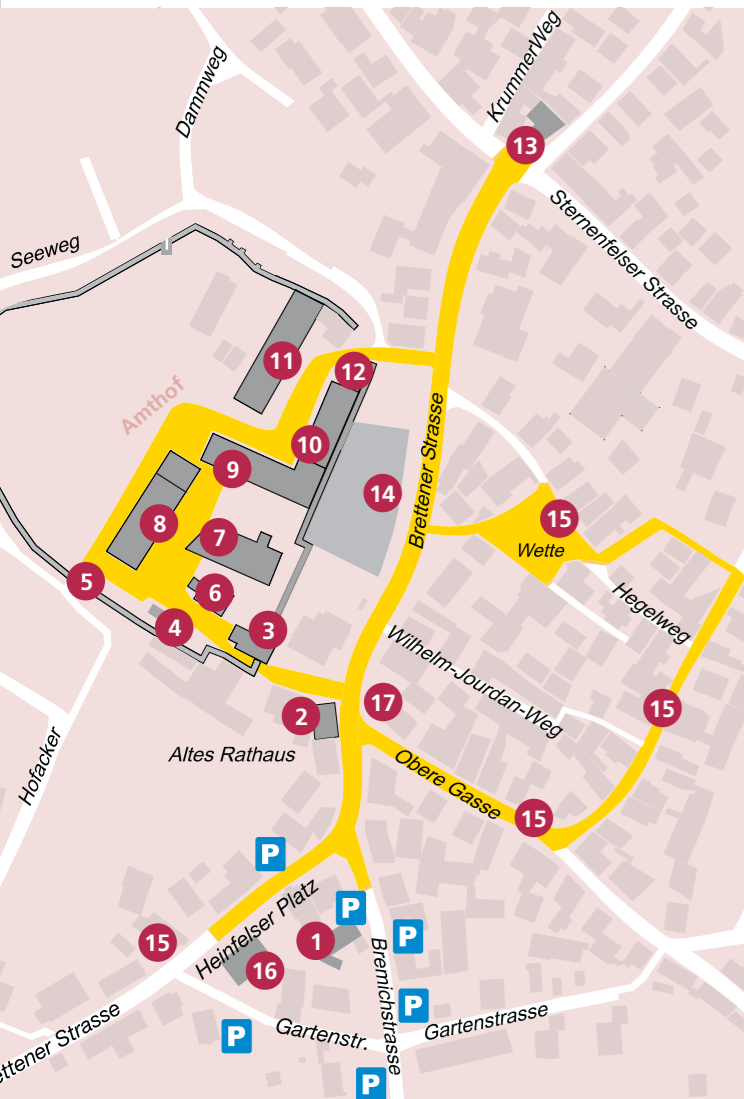 KrummerWeg
Dammweg
13
Sternenfelser Strasse
Seeweg
11
12
Amthof
10
Brettener Strasse
9
14
8
15
7
Wette
5
6
Hegelweg
4
3
Wilhelm-Jourdan-Weg
17
15
2
Altes Rathaus
Hofacker
Obere Gasse
15
P
Heinfelser Platz
P
P
15
1
16
Bremichstrasse
P
Gartenstrasse
P
Gartenstr.
ettener Strasse
P